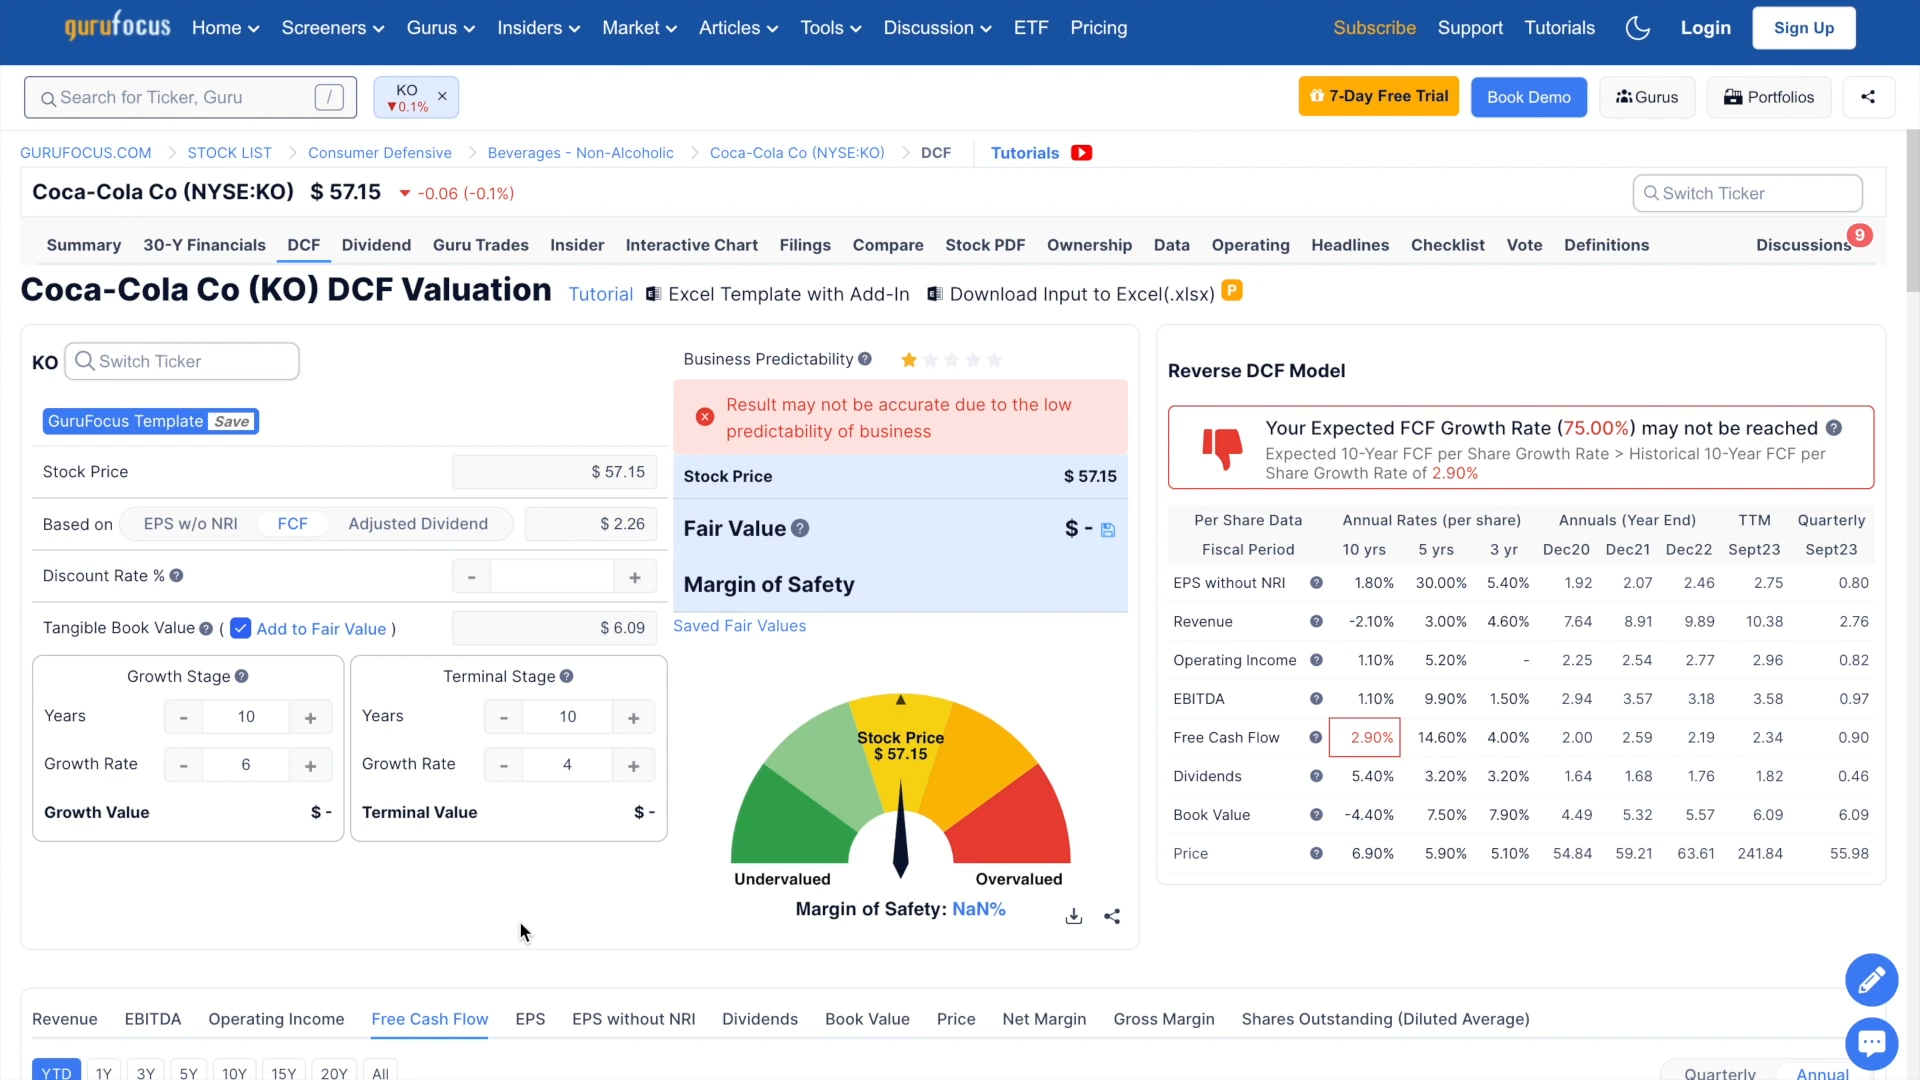 gurufocus Home Screeners Gurus Insiders Market Articles Tools Discussion ETF Pricing Subscribe Support Tutorials Login Sign Up
Search for Ticker, Guru / KO ▼0.1% × 7-Day Free Trial Book Demo Gurus Portfolios
GURUFOCUS.COM STOCK LIST Consumer Defensive Beverages - Non-Alcoholic Coca-Cola Co (NYSE:KO) DCF Tutorials
Coca-Cola Co (NYSE:KO) $ 57.15 -0.06 (-0.1%) Switch Ticker
Summary 30-Y Financials DCF Dividend Guru Trades Insider Interactive Chart Filings Compare Stock PDF Ownership Data Operating Headlines Checklist Vote Definitions Discussions 9
Coca-Cola Co (KO) DCF Valuation Tutorial Excel Template with Add-In Download Input to Excel(.xlsx) P
KO Switch Ticker
GuruFocus Template Save
Stock Price $ 57.15
Based on EPS w/o NRI FCF Adjusted Dividend $ 2.26
Discount Rate % ? - +
Tangible Book Value ? ( Add to Fair Value ) $ 6.09
Growth Stage ?
Years - 10 +
Growth Rate - 6 +
Growth Value $ -
Terminal Stage ?
Years - 10 +
Growth Rate - 4 +
Terminal Value $ -
Business Predictability ?
Result may not be accurate due to the low
predictability of business
Stock Price $ 57.15
Fair Value ? $ -
Margin of Safety
Saved Fair Values
Stock Price
$ 57.15
Undervalued Overvalued
Margin of Safety: NaN%
Reverse DCF Model
Your Expected FCF Growth Rate (75.00%) may not be reached ?
Expected 10-Year FCF per Share Growth Rate > Historical 10-Year FCF per
Share Growth Rate of 2.90%
Per Share Data Annual Rates (per share) Annuals (Year End) TTM Quarterly
Fiscal Period 10 yrs 5 yrs 3 yr Dec20 Dec21 Dec22 Sept23 Sept23
EPS without NRI ? 1.80% 30.00% 5.40% 1.92 2.07 2.46 2.75 0.80
Revenue ? -2.10% 3.00% 4.60% 7.64 8.91 9.89 10.38 2.76
Operating Income ? 1.10% 5.20% - 2.25 2.54 2.77 2.96 0.82
EBITDA ? 1.10% 9.90% 1.50% 2.94 3.57 3.18 3.58 0.97
Free Cash Flow ? 2.90% 14.60% 4.00% 2.00 2.59 2.19 2.34 0.90
Dividends ? 5.40% 3.20% 3.20% 1.64 1.68 1.76 1.82 0.46
Book Value ? -4.40% 7.50% 7.90% 4.49 5.32 5.57 6.09 6.09
Price ? 6.90% 5.90% 5.10% 54.84 59.21 63.61 241.84 55.98
Revenue EBITDA Operating Income Free Cash Flow EPS EPS without NRI Dividends Book Value Price Net Margin Gross Margin Shares Outstanding (Diluted Average)
YTD 1Y 3Y 5Y 10Y 15Y 20Y All Quarterly Annual